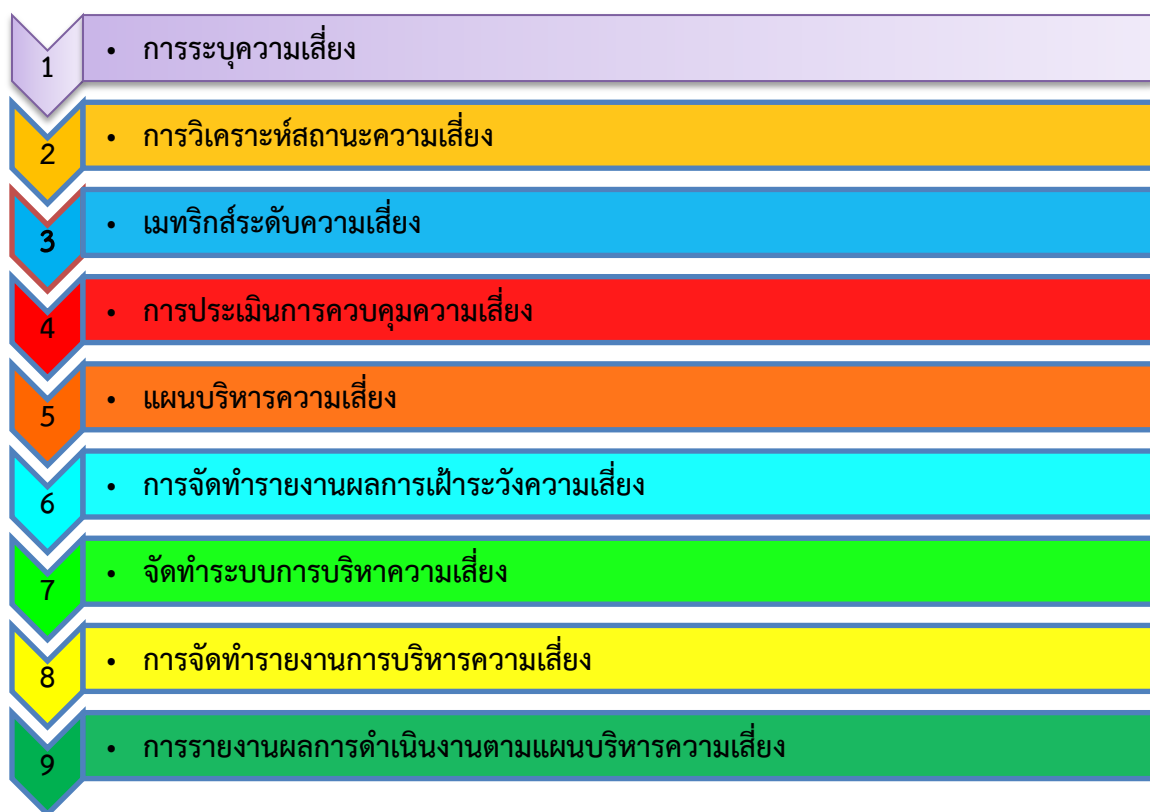 1 • การระบุความเสี่ยง
2 • การวิเคราะห์สถานะความเสี่ยง
3 • เมทริกส์ระดับความเสี่ยง
4 • การประเมินการควบคุมความเสี่ยง
5 • แผนบริหารความเสี่ยง
6 • การจัดทำรายงานผลการเฝ้าระวังความเสี่ยง
7 • จัดทำระบบการบริหาความเสี่ยง
8 • การจัดทำรายงานการบริหารความเสี่ยง
9 • การรายงานผลการดำเนินงานตามแผนบริหารความเสี่ยง